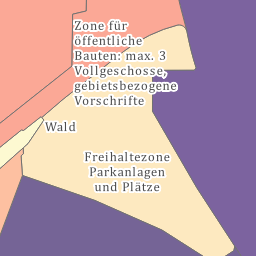 Zone für
öffentliche
Bauten: max. 3
Vollgeschosse,
gebietsbezogene
Vorschrifte
Wald
Freihaltezone
Parkanlagen
und Plätze